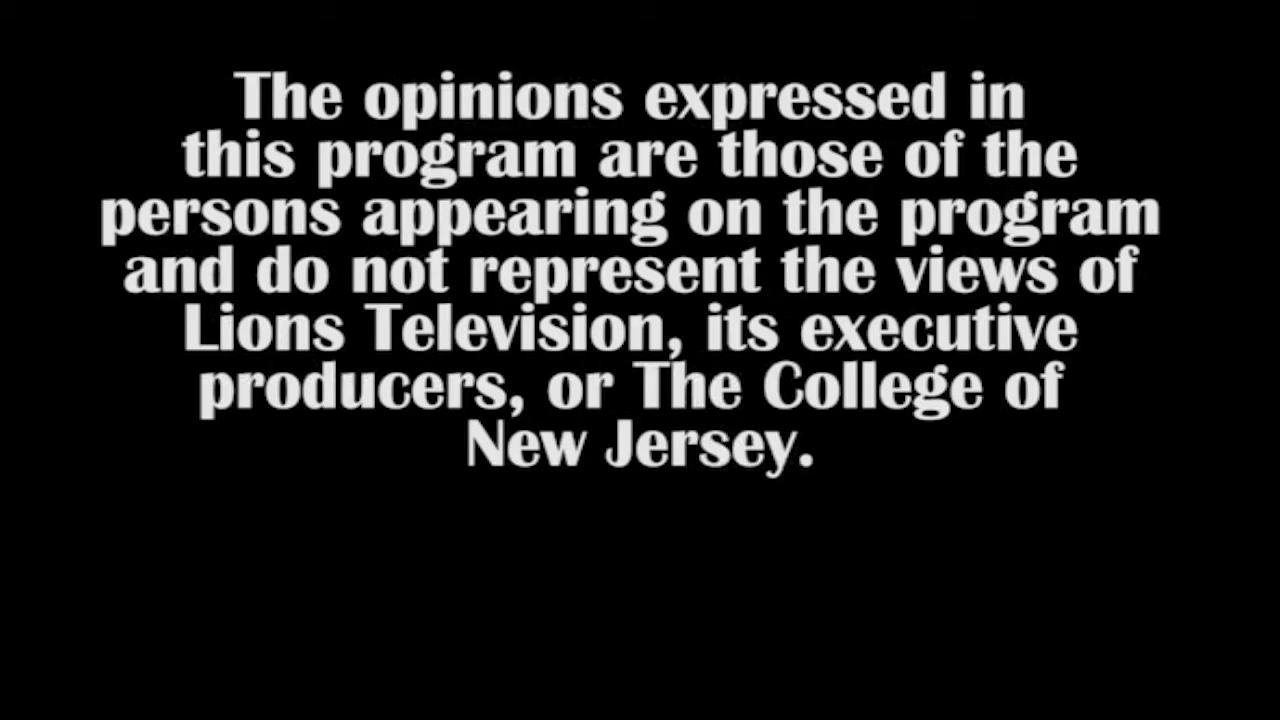 The opinions expressed in
this program are those of the
persons appearing on the program
and do not represent the views of
Lions Television, its executive
producers, or The College of
New Jersey.